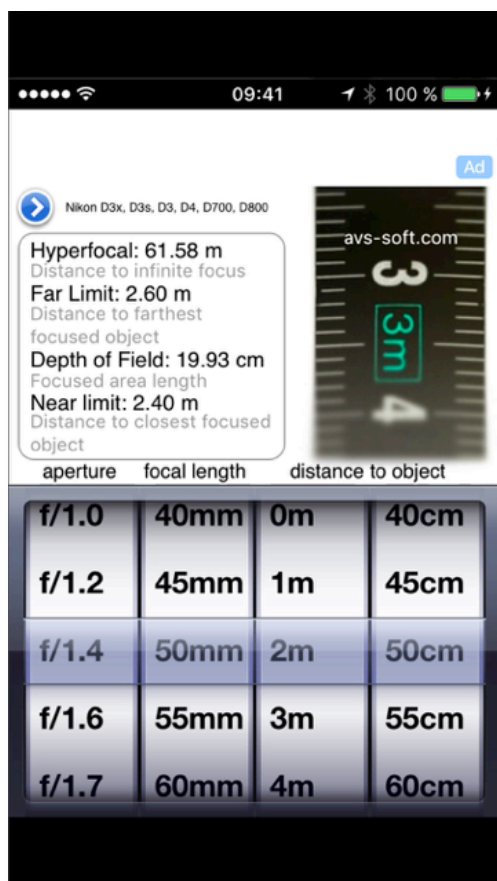 09:41
100 %
Ad
Nikon D3x, D3s, D3, D4, D700, D800
avs-soft.com
3
3m
4
Hyperfocal: 61.58 m
Distance to infinite focus
Far Limit: 2.60 m
Distance to farthest
focused object
Depth of Field: 19.93 cm
Focused area length
Near limit: 2.40 m
Distance to closest focused
object
aperture focal length distance to object
f/1.0 40mm 0m 40cm
f/1.2 45mm 1m 45cm
f/1.4 50mm 2m 50cm
f/1.6 55mm 3m 55cm
f/1.7 60mm 4m 60cm